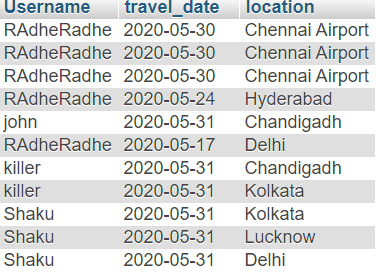 Username travel_date location
RAdheRadhe 2020-05-30 Chennai Airport
RAdheRadhe 2020-05-30 Chennai Airport
RAdheRadhe 2020-05-30 Chennai Airport
RAdheRadhe 2020-05-24 Hyderabad
john 2020-05-31 Chandigadh
RAdheRadhe 2020-05-17 Delhi
killer 2020-05-31 Chandigadh
killer 2020-05-31 Kolkata
Shaku 2020-05-31 Kolkata
Shaku 2020-05-31 Lucknow
Shaku 2020-05-31 Delhi